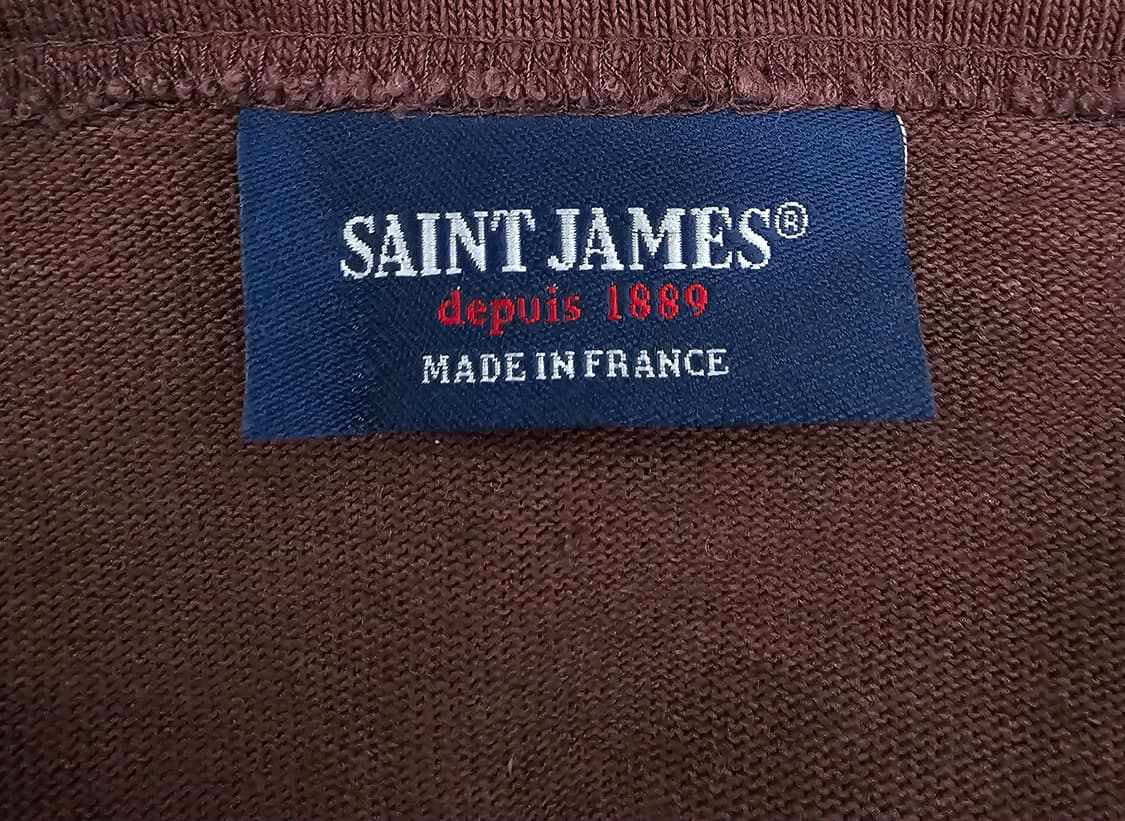 SAINT JAMES®
depuis 1889
MADE IN FRANCE